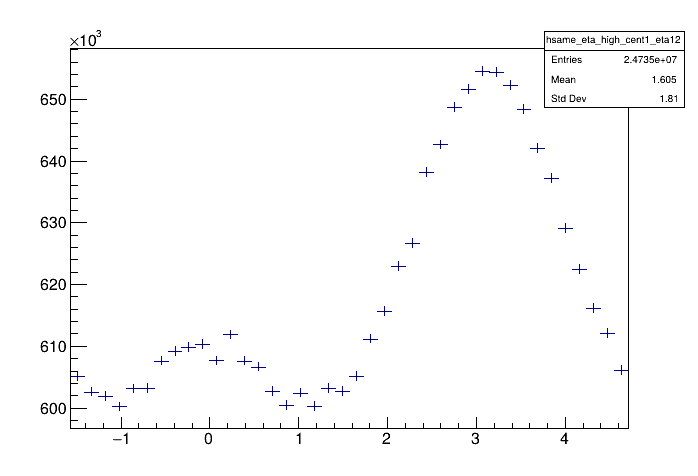 ×10³
hsame_eta_high_cent1_eta12
Entries 2.4735e+07
Mean 1.605
Std Dev 1.81
650
640
630
620
610
600
−1 0 1 2 3 4